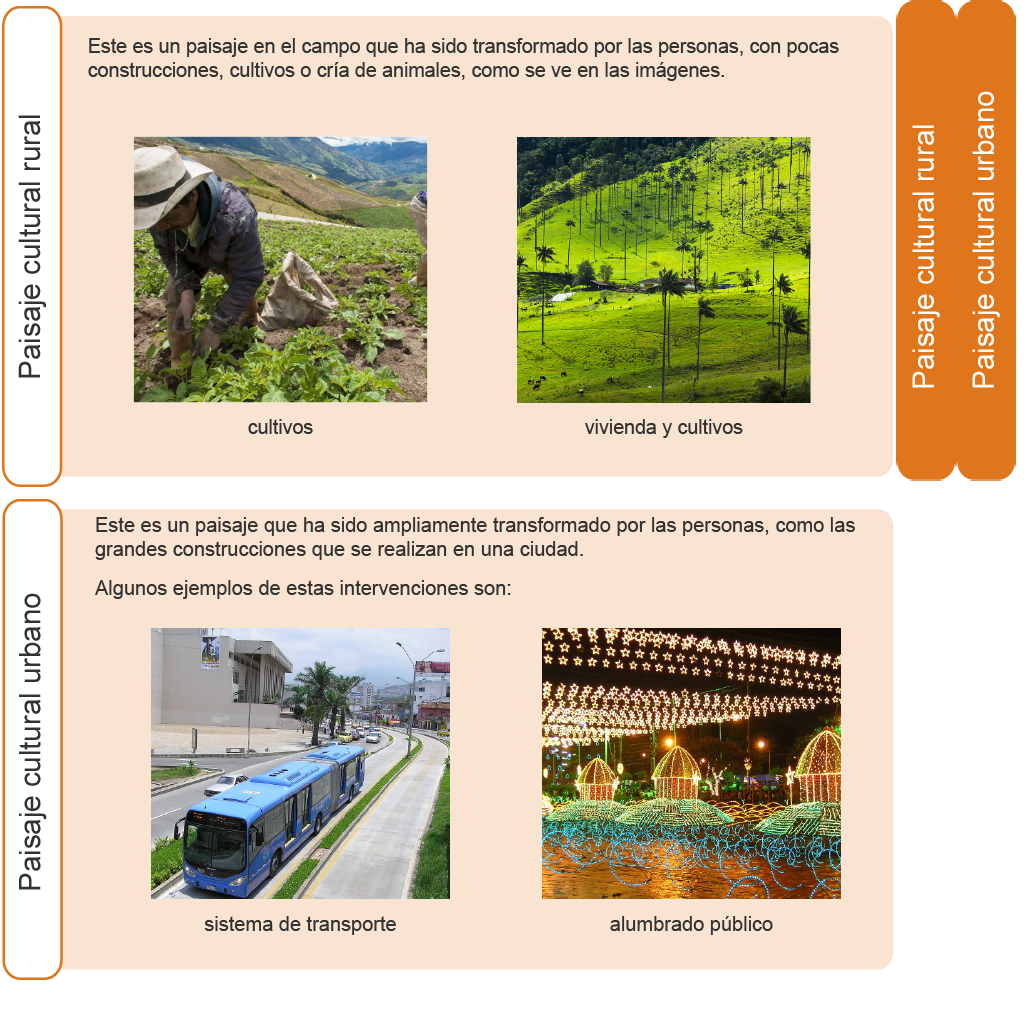 Paisaje cultural rural
Este es un paisaje en el campo que ha sido transformado por las personas, con pocas
construcciones, cultivos o cría de animales, como se ve en las imágenes.
cultivos
vivienda y cultivos
Paisaje cultural rural
Paisaje cultural urbano
Paisaje cultural urbano
Este es un paisaje que ha sido ampliamente transformado por las personas, como las
grandes construcciones que se realizan en una ciudad.
Algunos ejemplos de estas intervenciones son:
sistema de transporte
alumbrado público